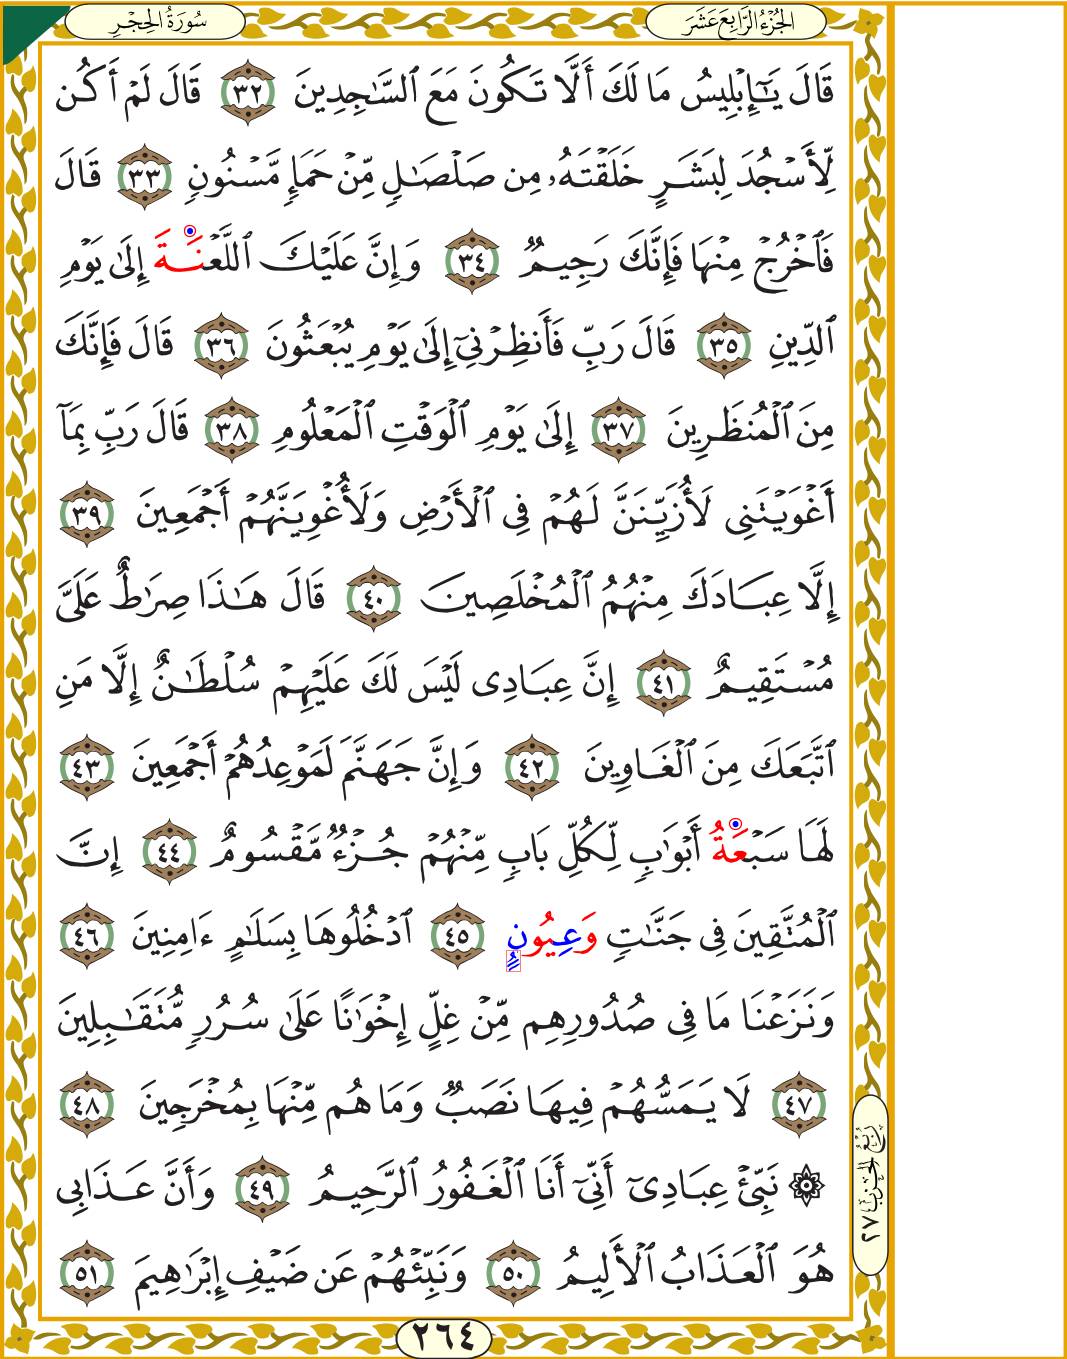 سُورَةُ الحِجْرِ
الجُزْءُ الرَّابِعَ عَشَرَ
قَالَ يَـٰٓإِبْلِيسُ مَا لَكَ أَلَّا تَكُونَ مَعَ ٱلسَّـٰجِدِينَ ٣٢ قَالَ لَمْ أَكُن
لِّأَسْجُدَ لِبَشَرٍ خَلَقْتَهُۥ مِن صَلْصَـٰلٍ مِّنْ حَمَإٍ مَّسْنُونٍ ٣٣ قَالَ
فَٱخْرُجْ مِنْهَا فَإِنَّكَ رَجِيمٌ ٣٤ وَإِنَّ عَلَيْكَ ٱللَّعْنَةَ إِلَىٰ يَوْمِ
ٱلدِّينِ ٣٥ قَالَ رَبِّ فَأَنظِرْنِىٓ إِلَىٰ يَوْمِ يُبْعَثُونَ ٣٦ قَالَ فَإِنَّكَ
مِنَ ٱلْمُنظَرِينَ ٣٧ إِلَىٰ يَوْمِ ٱلْوَقْتِ ٱلْمَعْلُومِ ٣٨ قَالَ رَبِّ بِمَآ
أَغْوَيْتَنِى لَأُزَيِّنَنَّ لَهُمْ فِى ٱلْأَرْضِ وَلَأُغْوِيَنَّهُمْ أَجْمَعِينَ ٣٩
إِلَّا عِبَادَكَ مِنْهُمُ ٱلْمُخْلَصِينَ ٤٠ قَالَ هَـٰذَا صِرَٰطٌ عَلَىَّ
مُسْتَقِيمٌ ٤١ إِنَّ عِبَادِى لَيْسَ لَكَ عَلَيْهِمْ سُلْطَـٰنٌ إِلَّا مَنِ
ٱتَّبَعَكَ مِنَ ٱلْغَاوِينَ ٤٢ وَإِنَّ جَهَنَّمَ لَمَوْعِدُهُمْ أَجْمَعِينَ ٤٣
لَهَا سَبْعَةُ أَبْوَٰبٍ لِّكُلِّ بَابٍ مِّنْهُمْ جُزْءٌ مَّقْسُومٌ ٤٤ إِنَّ
ٱلْمُتَّقِينَ فِى جَنَّـٰتٍ وَعِيُونٍ ٤٥ ٱدْخُلُوهَا بِسَلَـٰمٍ ءَامِنِينَ ٤٦
وَنَزَعْنَا مَا فِى صُدُورِهِم مِّنْ غِلٍّ إِخْوَٰنًا عَلَىٰ سُرُرٍ مُّتَقَـٰبِلِينَ
٤٧ لَا يَمَسُّهُمْ فِيهَا نَصَبٌ وَمَا هُم مِّنْهَا بِمُخْرَجِينَ ٤٨
۞ نَبِّئْ عِبَادِىٓ أَنِّىٓ أَنَا ٱلْغَفُورُ ٱلرَّحِيمُ ٤٩ وَأَنَّ عَذَابِى
هُوَ ٱلْعَذَابُ ٱلْأَلِيمُ ٥٠ وَنَبِّئْهُمْ عَن ضَيْفِ إِبْرَٰهِيمَ ٥١
رُبْعُ الحِزْبِ ٢٧
٢٦٤